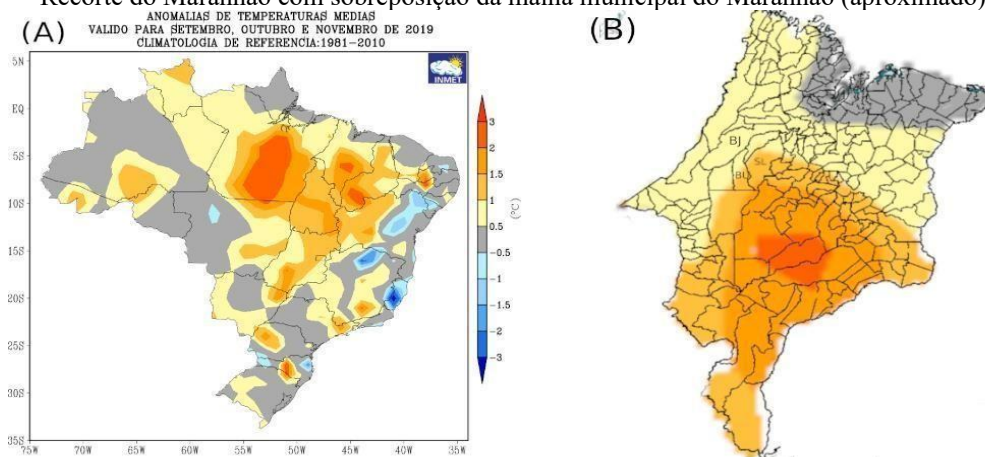 Recorte do Maranhão com sobreposição da malha municipal do Maranhão (aproximado)
(A)
ANOMALIAS DE TEMPERATURAS MEDIAS
VALIDO PARA SETEMBRO, OUTUBRO E NOVEMBRO DE 2019
CLIMATOLOGIA DE REFERENCIA:1981-2010
INMET
5N
EQ
5S
10S
15S
20S
25S
30S
35S
75W 70W 65W 60W 55W 50W 45W 40W 35W
3
2
1.5
1
0.5
-0.5
-1
-1.5
-2
-3
(°C)
(B)
BJ
SL
BU